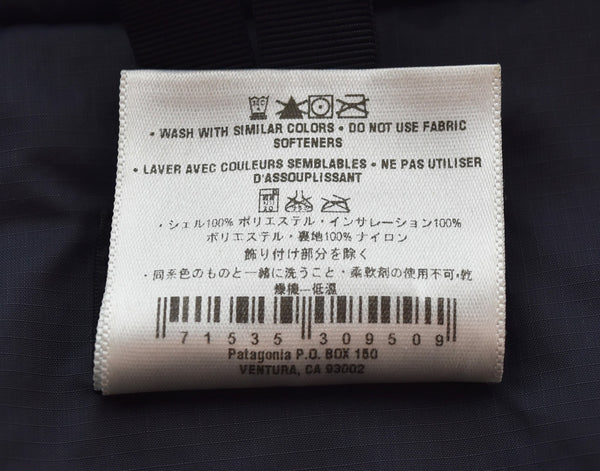 • WASH WITH SIMILAR COLORS • DO NOT USE FABRIC
SOFTENERS
• LAVER AVEC COULEURS SEMBLABLES • NE PAS UTILISER
D'ASSOUPLISSANT
・シェル100% ポリエステル・インサレーション100%
ポリエステル・裏地100% ナイロン
飾り付け部分を除く
・同系色のものと一緒に洗うこと・柔軟剤の使用不可,乾
燥機—低温
71535 309509
Patagonia P.O. BOX 150
VENTURA, CA 93002